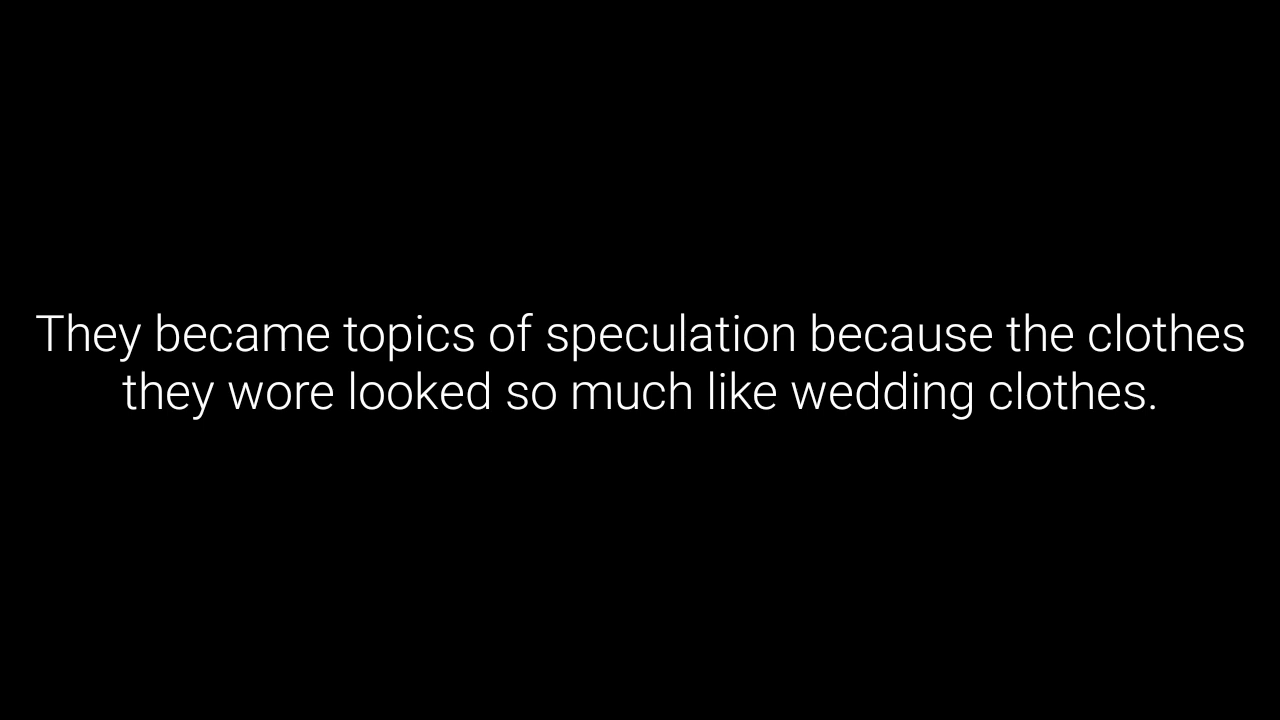 They became topics of speculation because the clothes
they wore looked so much like wedding clothes.